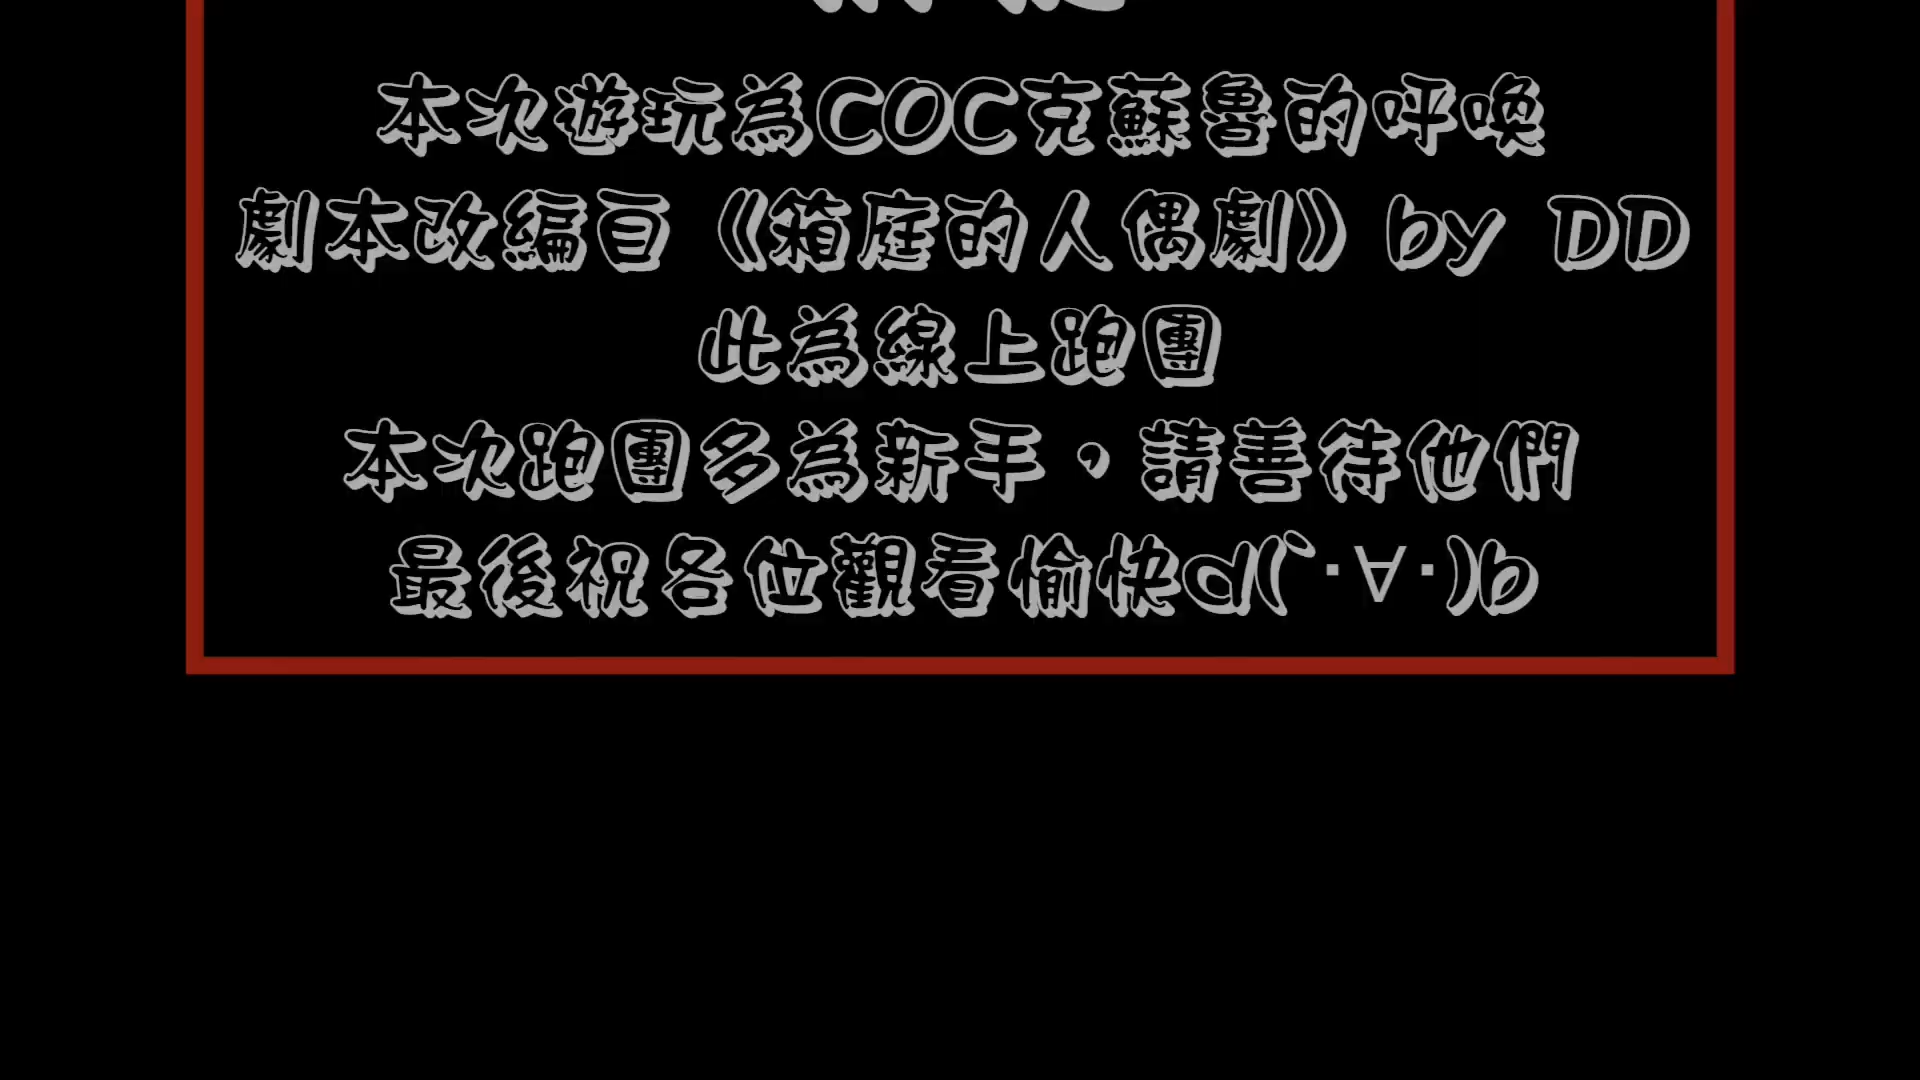 本次遊玩為COC克蘇魯的呼喚
劇本改編自《箱庭的人偶劇》by DD
此為線上跑團
本次跑團多為新手，請善待他們
最後祝各位觀看愉快d(`･∀･)b